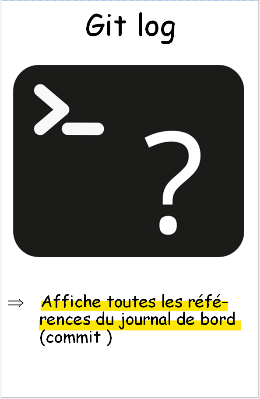 Git log
>_
?
⇒ Affiche toutes les réfé-
rences du journal de bord
(commit )